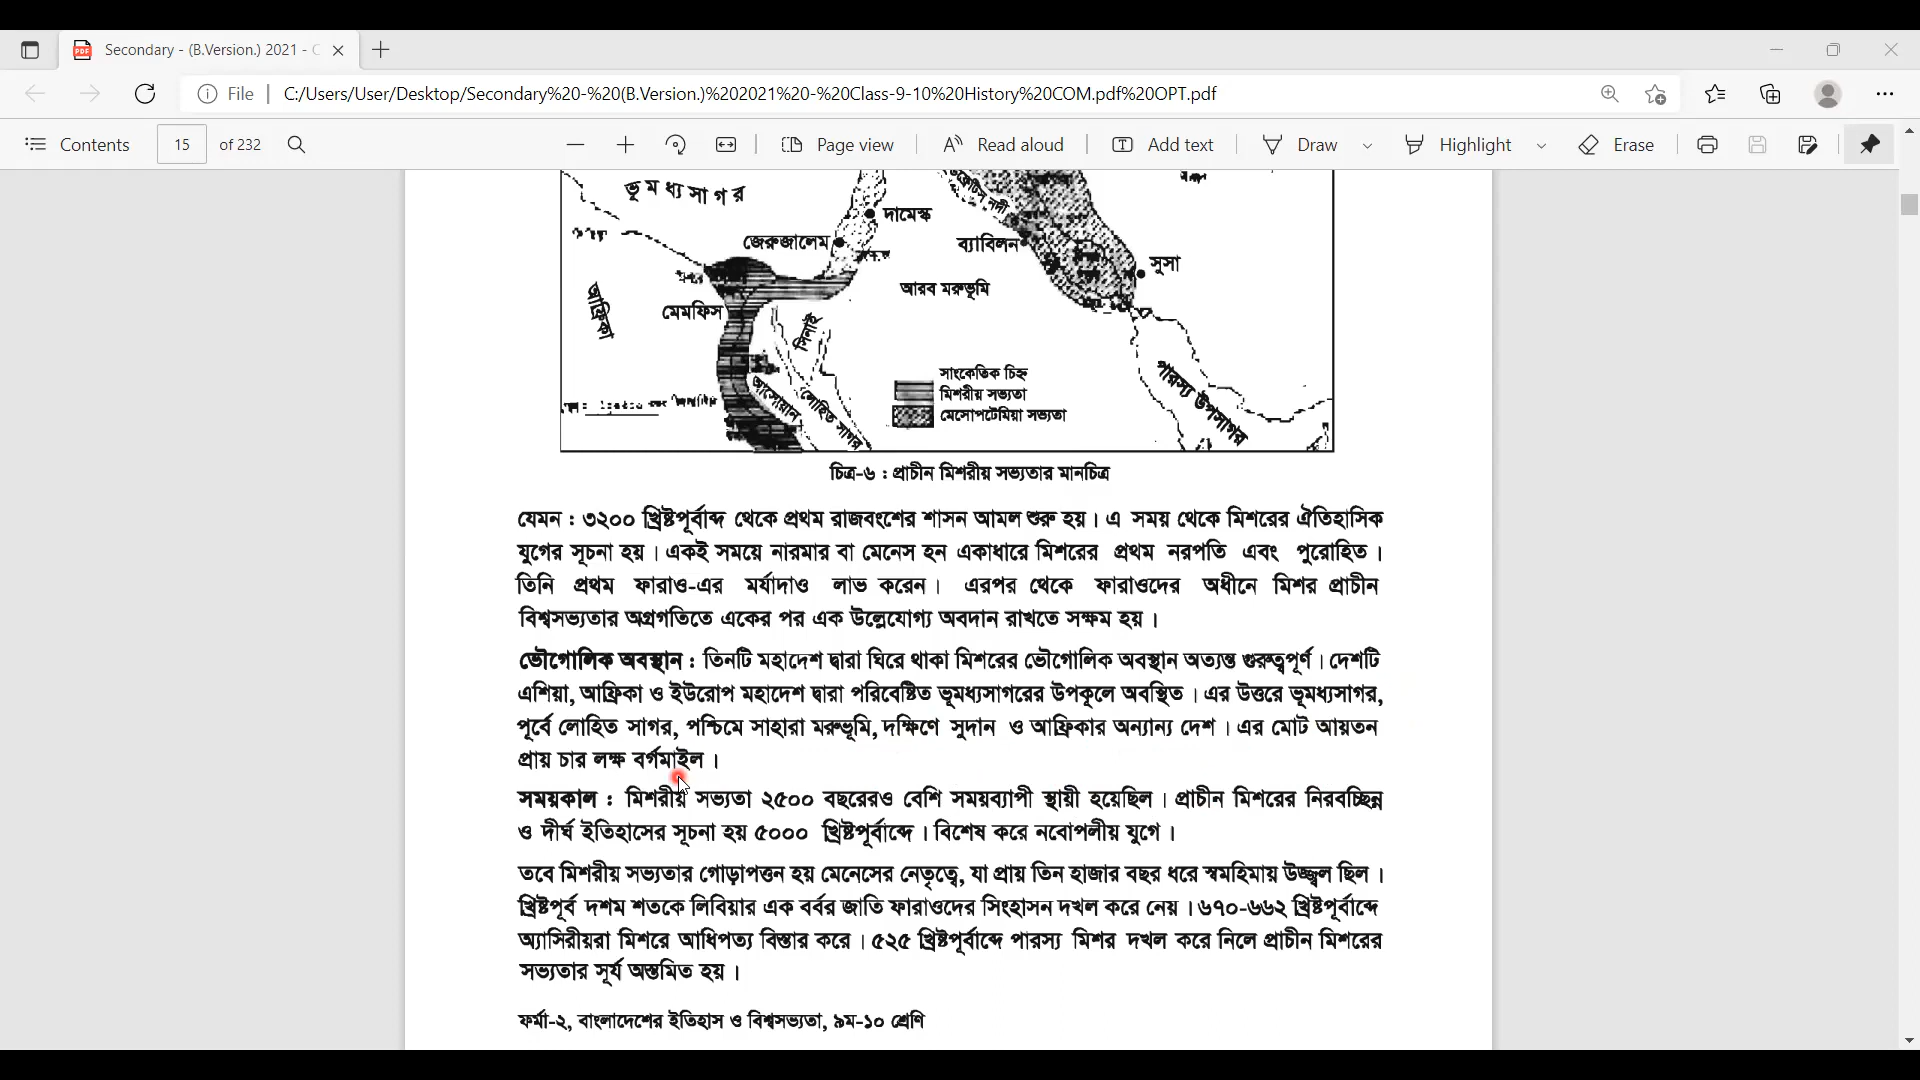 Secondary - (B.Version.) 2021 - C
File
C:/Users/User/Desktop/Secondary%20-%20(B.Version.)%202021%20-%20Class-9-10%20History%20COM.pdf%20OPT.pdf
Contents
15
of 232
Page view
Read aloud
Add text
Draw
Highlight
Erase
ভূমধ্যসাগর
নদী
দামেস্ক
জেরুজালেম
ব্যাবিলন
সুসা
আরব মরুভূমি
আফ্রিকা
মেমফিস
সিনাই
সাংকেতিক চিহ্ন
মিশরীয় সভ্যতা
মেসোপটেমিয়া সভ্যতা
আসোয়ান
লোহিত সাগর
পারস্য উপসাগর
চিত্র-৬ : প্রাচীন মিশরীয় সভ্যতার মানচিত্র
যেমন : ৩২০০ খ্রিষ্টপূর্বাব্দ থেকে প্রথম রাজবংশের শাসন আমল শুরু হয়। এ সময় থেকে মিশরের ঐতিহাসিক
যুগের সূচনা হয়। একই সময়ে নারমার বা মেনেস হন একাধারে মিশরের প্রথম নরপতি এবং পুরোহিত।
তিনি প্রথম ফারাও-এর মর্যাদাও লাভ করেন। এরপর থেকে ফারাওদের অধীনে মিশর প্রাচীন
বিশ্বসভ্যতার অগ্রগতিতে একের পর এক উল্লেযোগ্য অবদান রাখতে সক্ষম হয়।
ভৌগোলিক অবস্থান : তিনটি মহাদেশ দ্বারা ঘিরে থাকা মিশরের ভৌগোলিক অবস্থান অত্যন্ত গুরুত্বপূর্ণ। দেশটি
এশিয়া, আফ্রিকা ও ইউরোপ মহাদেশ দ্বারা পরিবেষ্টিত ভূমধ্যসাগরের উপকূলে অবস্থিত। এর উত্তরে ভূমধ্যসাগর,
পূর্বে লোহিত সাগর, পশ্চিমে সাহারা মরুভূমি, দক্ষিণে সুদান ও আফ্রিকার অন্যান্য দেশ। এর মোট আয়তন
প্রায় চার লক্ষ বর্গমাইল।
সময়কাল : মিশরীয় সভ্যতা ২৫০০ বছরেরও বেশি সময়ব্যাপী স্থায়ী হয়েছিল। প্রাচীন মিশরের নিরবচ্ছিন্ন
ও দীর্ঘ ইতিহাসের সূচনা হয় ৫০০০ খ্রিষ্টপূর্বাব্দে। বিশেষ করে নবোপলীয় যুগে।
তবে মিশরীয় সভ্যতার গোড়াপত্তন হয় মেনেসের নেতৃত্বে, যা প্রায় তিন হাজার বছর ধরে স্বমহিমায় উজ্জ্বল ছিল।
খ্রিষ্টপূর্ব দশম শতকে লিবিয়ার এক বর্বর জাতি ফারাওদের সিংহাসন দখল করে নেয়। ৬৭০-৬৬২ খ্রিষ্টপূর্বাব্দে
অ্যাসিরীয়রা মিশরে আধিপত্য বিস্তার করে। ৫২৫ খ্রিষ্টপূর্বাব্দে পারস্য মিশর দখল করে নিলে প্রাচীন মিশরের
সভ্যতার সূর্য অস্তমিত হয়।
ফর্মা-২, বাংলাদেশের ইতিহাস ও বিশ্বসভ্যতা, ৯ম-১০ শ্রেণি